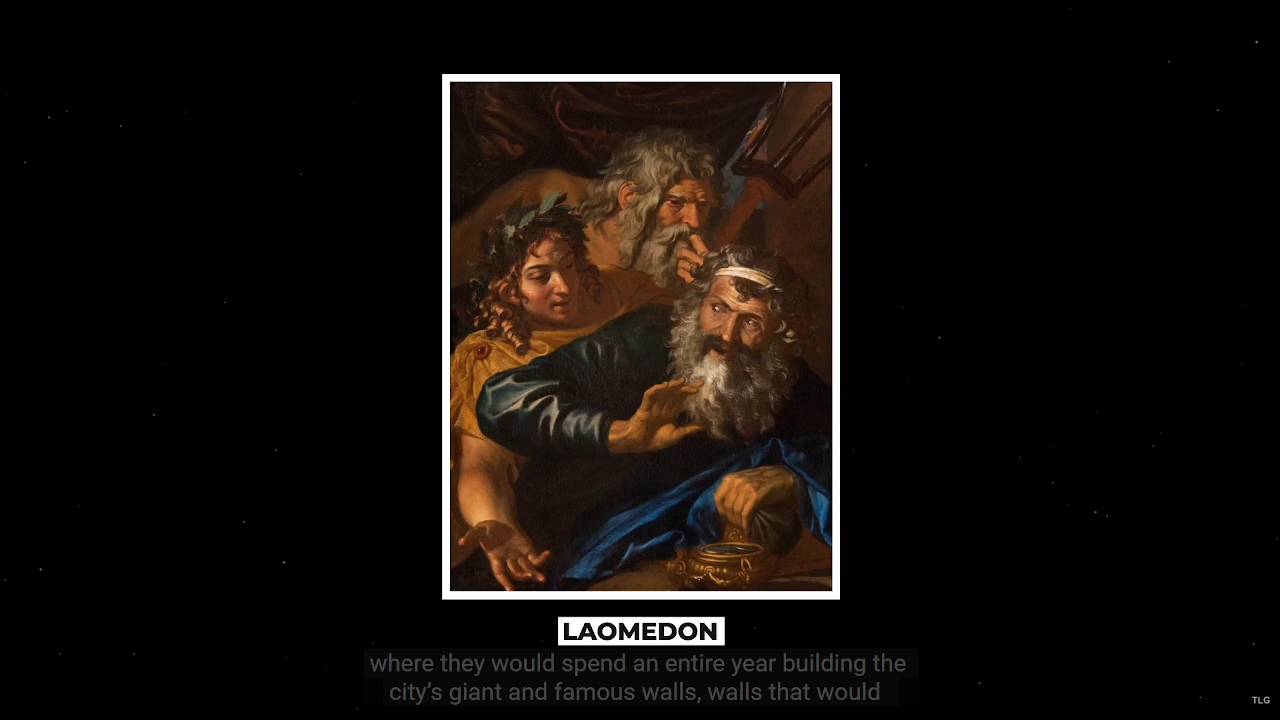 LAOMEDON
where they would spend an entire year building the
city’s giant and famous walls, walls that would
TLG